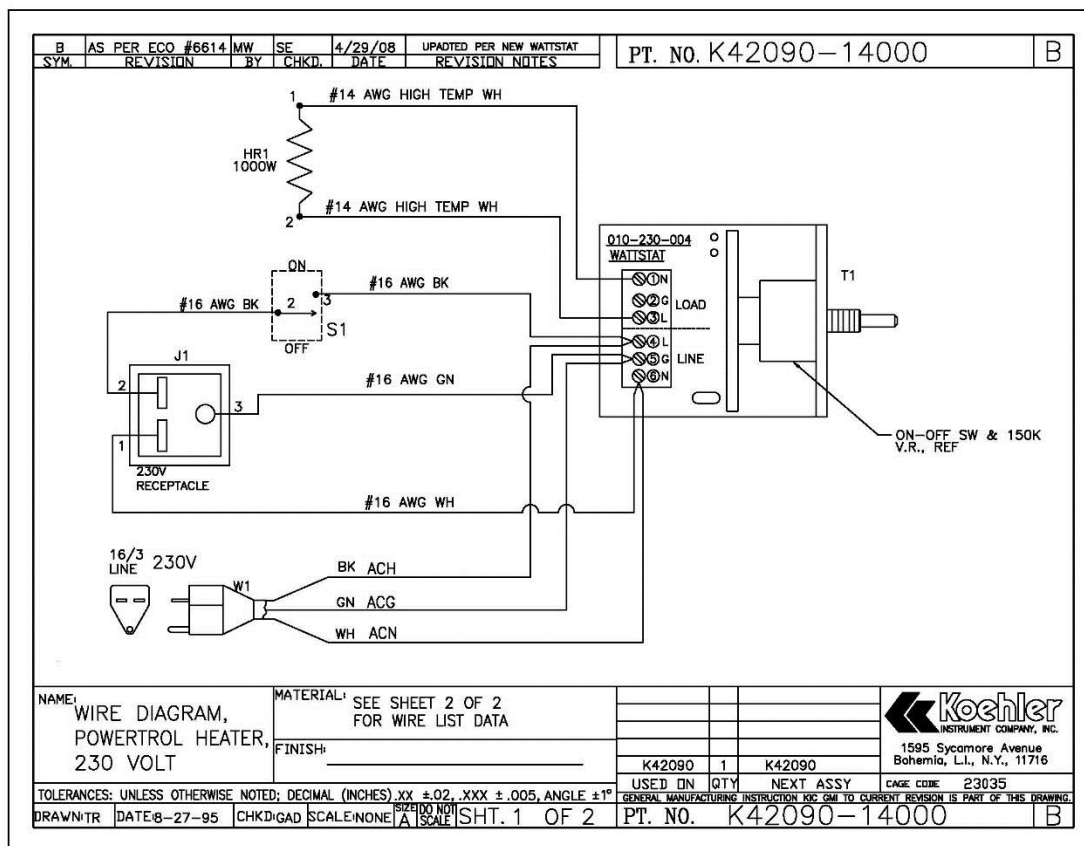 B AS PER ECO #6614 MW SE 4/29/08 UPADTED PER NEW WATTSTAT
SYM. REVISION BY CHKD. DATE REVISION NOTES
PT. NO. K42090-14000 B
1 #14 AWG HIGH TEMP WH
HR1
1000W
2 #14 AWG HIGH TEMP WH
010-230-004
WATTSTAT
T1
1 N
2 G LOAD
3 L
4 L
5 G LINE
6 N
ON
#16 AWG BK
#16 AWG BK 2 3
S1
OFF
J1
2
#16 AWG GN
3
1
230V
RECEPTACLE
ON-OFF SW & 150K
V.R., REF
#16 AWG WH
16/3
LINE 230V
W1
BK ACH
GN ACG
WH ACN
NAME:
WIRE DIAGRAM,
POWERTROL HEATER,
230 VOLT
MATERIAL: SEE SHEET 2 OF 2
FOR WIRE LIST DATA
FINISH:
K42090 1 K42090
USED ON QTY NEXT ASSY
Koehler
INSTRUMENT COMPANY, INC.
1595 Sycamore Avenue
Bohemia, L.I., N.Y., 11716
CAGE CODE 23035
TOLERANCES: UNLESS OTHERWISE NOTED; DECIMAL (INCHES) .XX ±.02, .XXX ±.005, ANGLE ±1°
GENERAL MANUFACTURING INSTRUCTION KIC GMI TO CURRENT REVISION IS PART OF THIS DRAWING.
DRAWN:TR DATE:8-27-95 CHKD:GAD SCALE:NONE SIZE A DO NOT SCALE SHT. 1 OF 2
PT. NO. K42090-14000 B